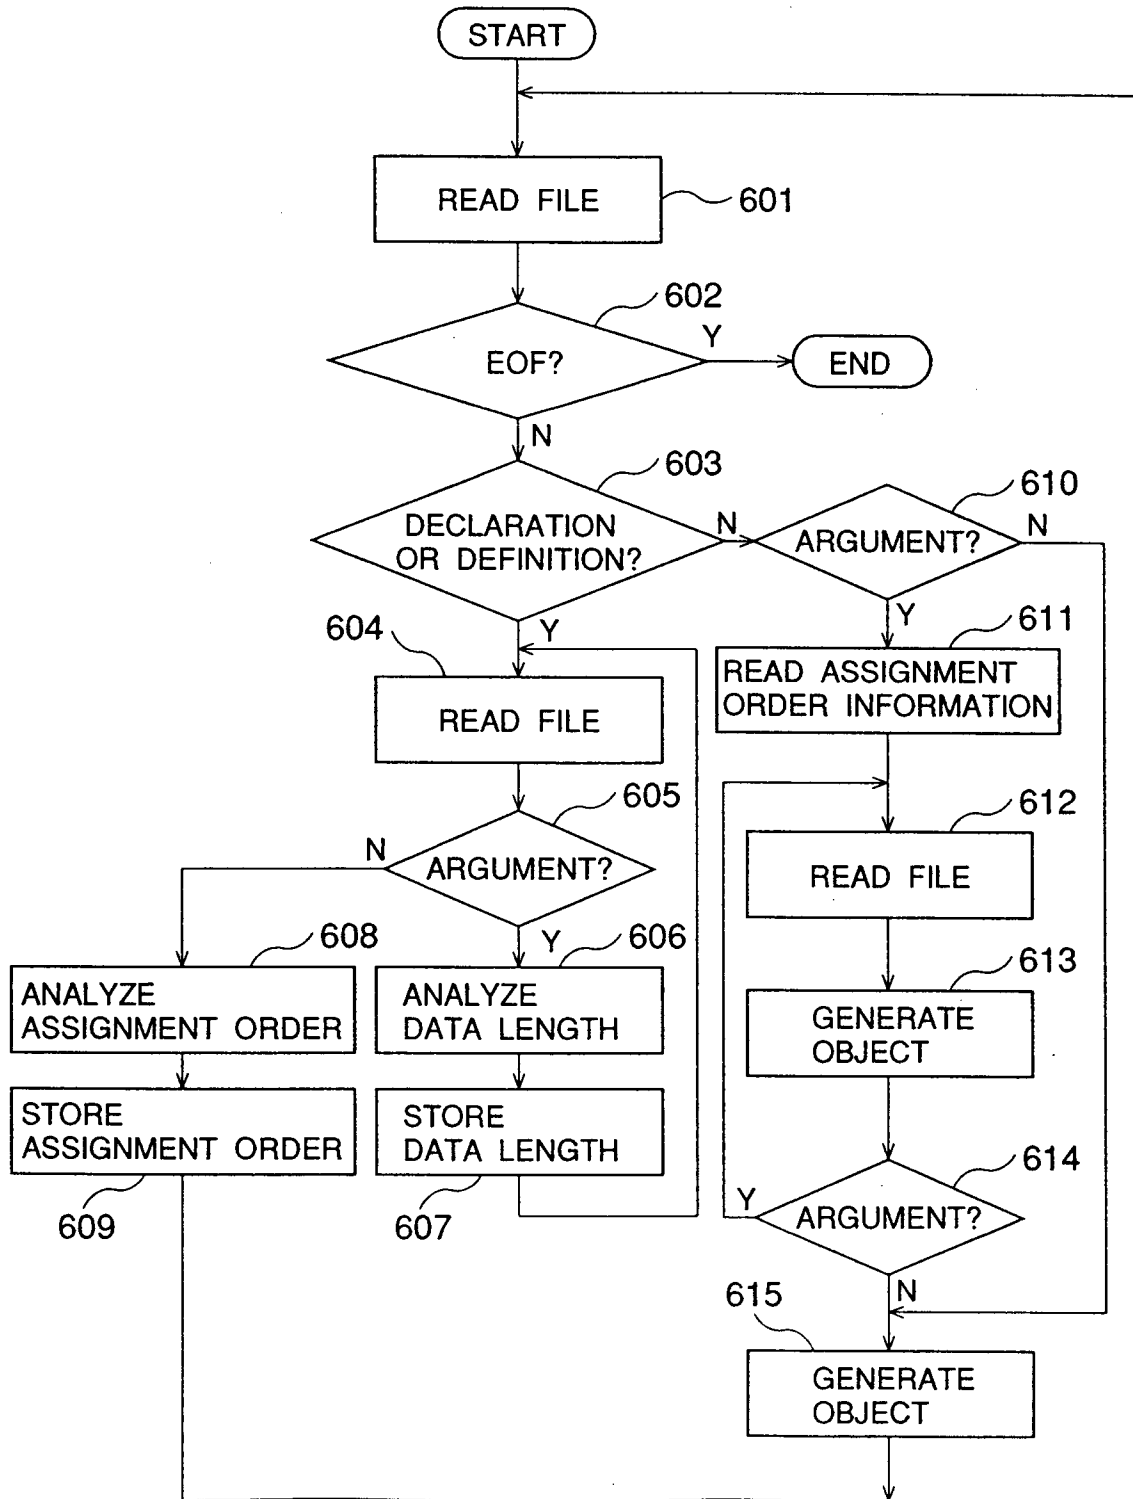 START
READ FILE
601
602
EOF?
Y
END
N
603
DECLARATION
OR DEFINITION?
N
610
ARGUMENT?
N
Y
604
READ FILE
Y
611
READ ASSIGNMENT
ORDER INFORMATION
605
ARGUMENT?
N
Y
612
READ FILE
608
ANALYZE
ASSIGNMENT ORDER
606
ANALYZE
DATA LENGTH
613
GENERATE
OBJECT
STORE
ASSIGNMENT ORDER
609
STORE
DATA LENGTH
607
614
Y
ARGUMENT?
N
615
GENERATE
OBJECT